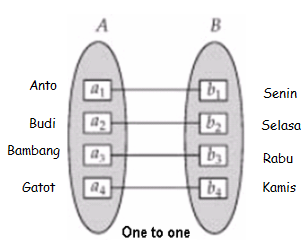 A B
Anto a1 b1 Senin
Budi a2 b2 Selasa
Bambang a3 b3 Rabu
Gatot a4 b4 Kamis
One to one